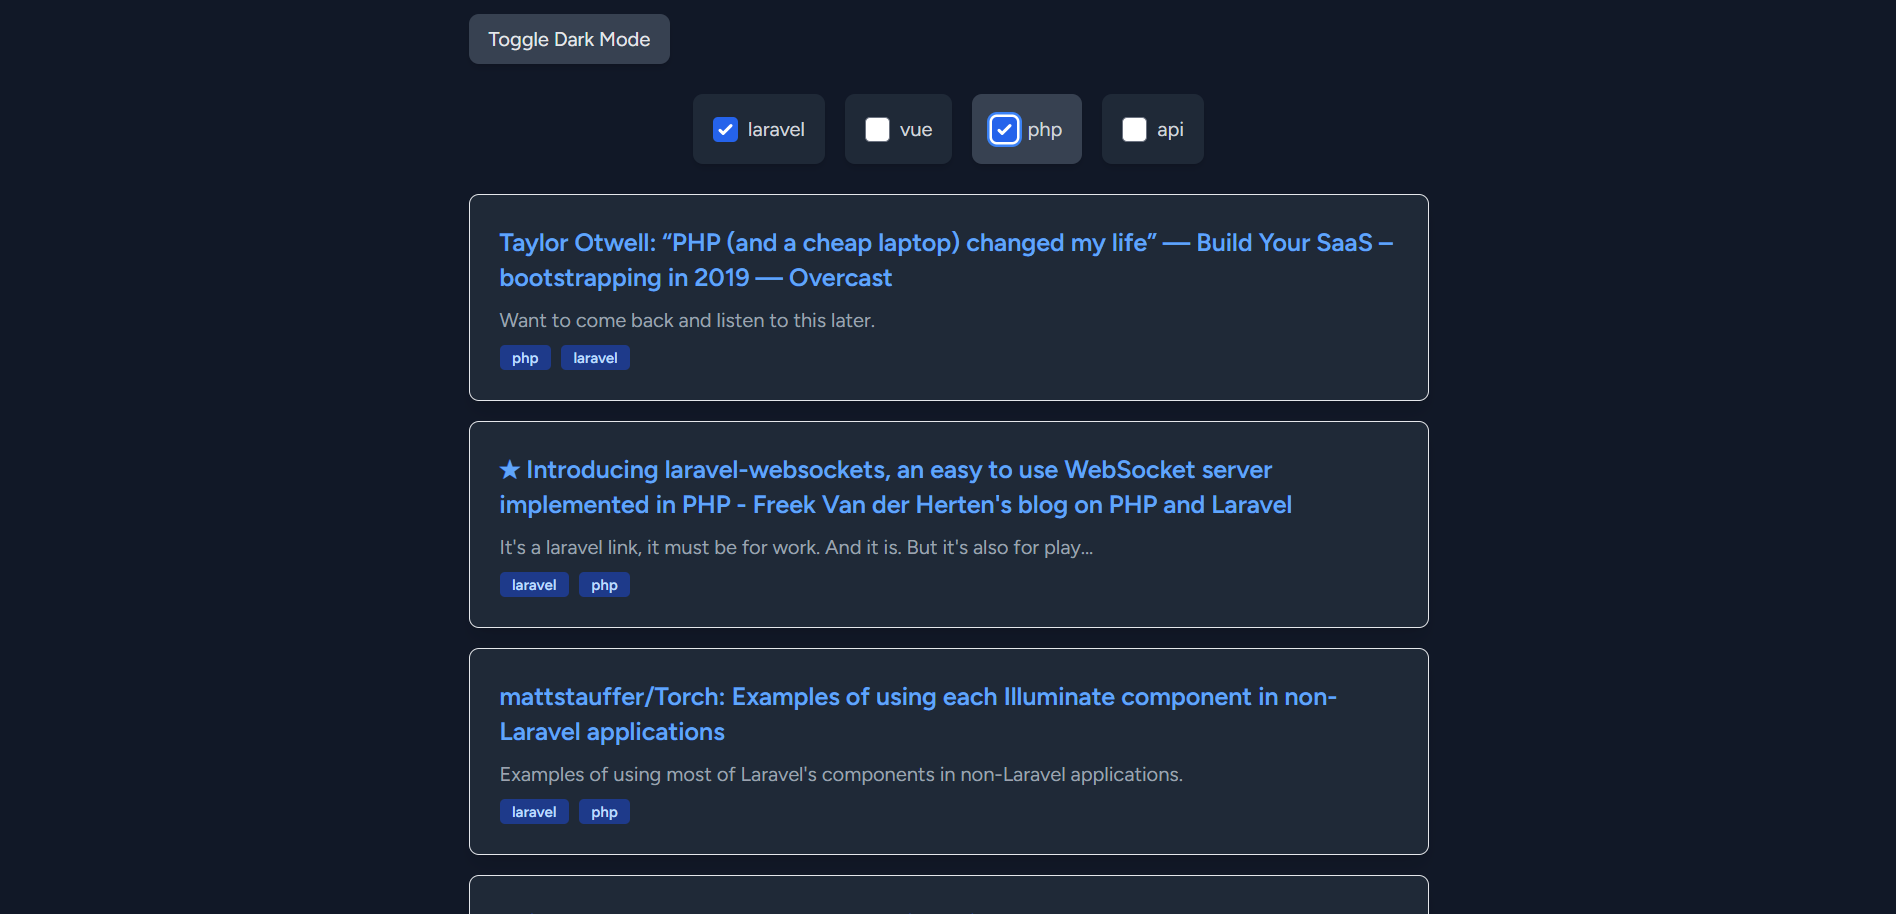 Toggle Dark Mode
laravel
vue
php
api
Taylor Otwell: “PHP (and a cheap laptop) changed my life” — Build Your SaaS –
bootstrapping in 2019 — Overcast
Want to come back and listen to this later.
php laravel
★ Introducing laravel-websockets, an easy to use WebSocket server
implemented in PHP - Freek Van der Herten's blog on PHP and Laravel
It's a laravel link, it must be for work. And it is. But it's also for play...
laravel php
mattstauffer/Torch: Examples of using each Illuminate component in non-
Laravel applications
Examples of using most of Laravel's components in non-Laravel applications.
laravel php